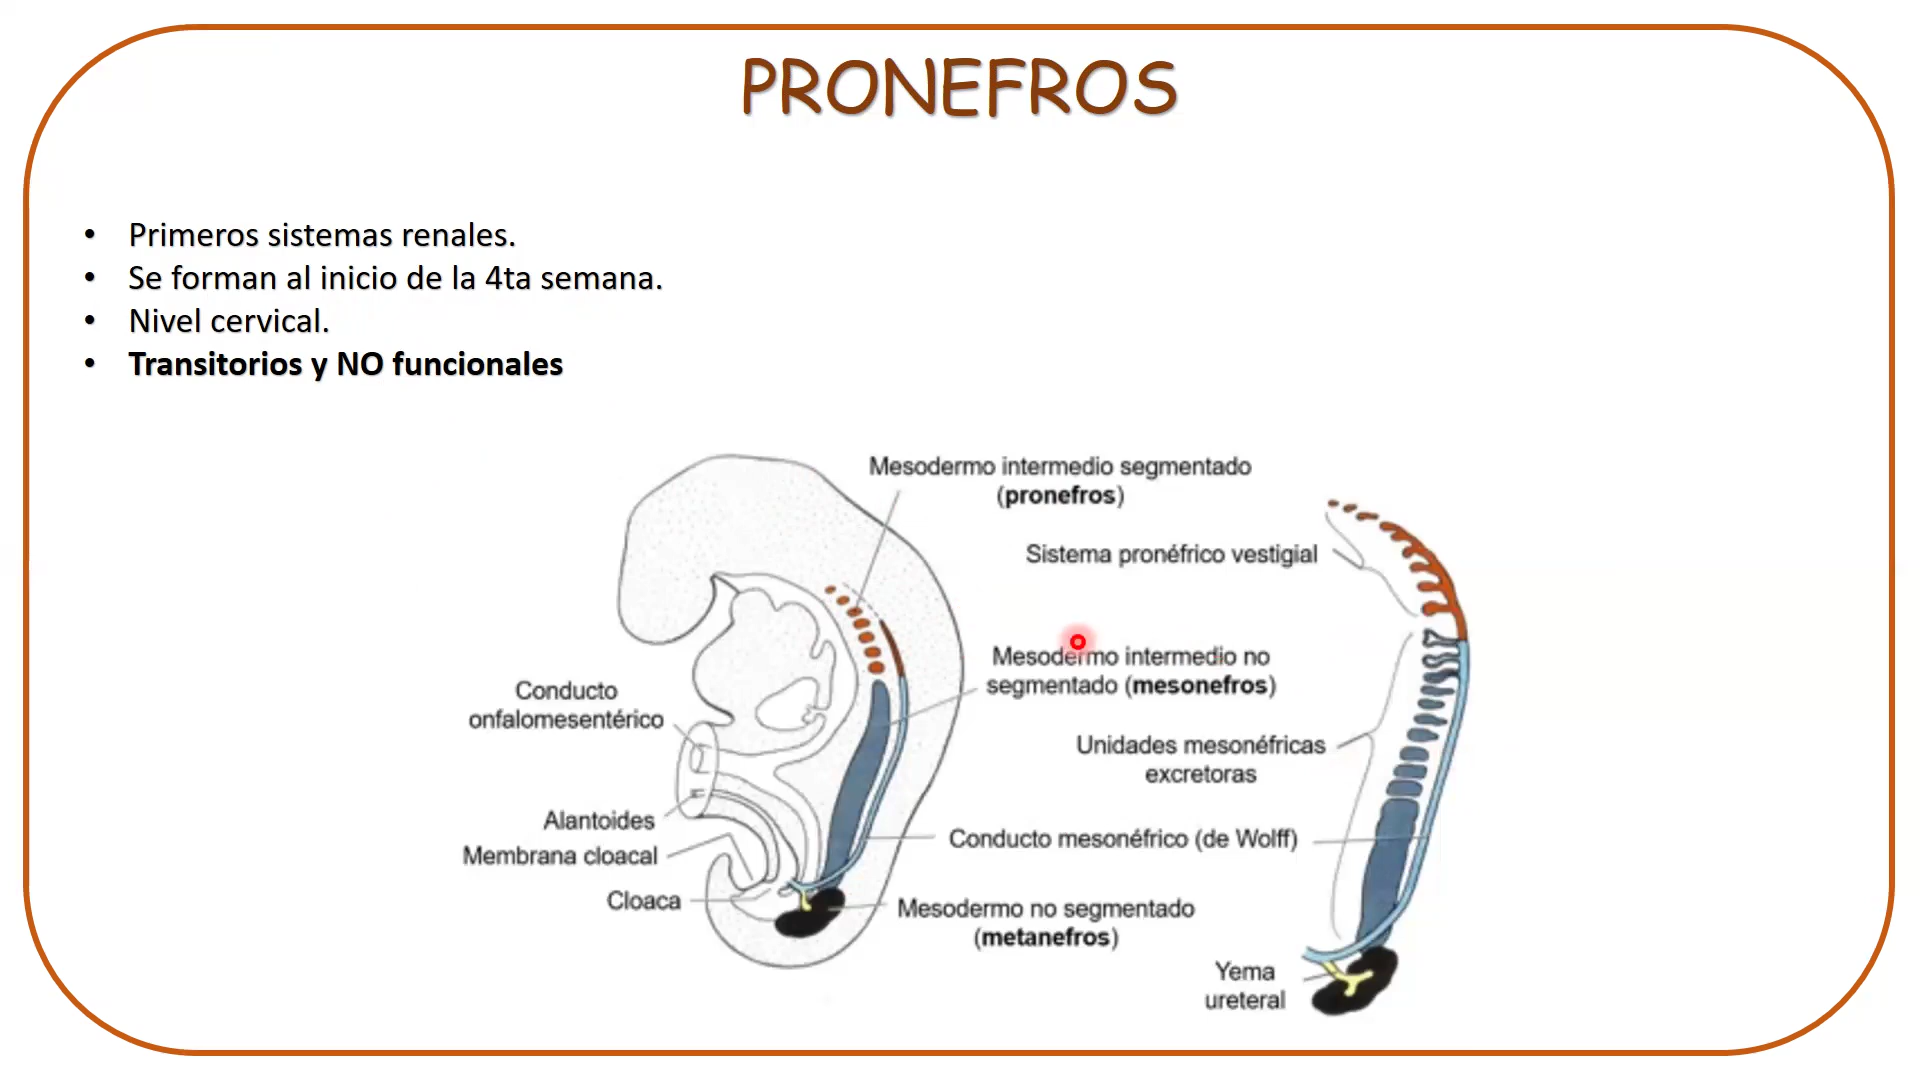 PRONEFROS
• Primeros sistemas renales.
• Se forman al inicio de la 4ta semana.
• Nivel cervical.
• Transitorios y NO funcionales
Mesodermo intermedio segmentado
(pronefros)
Sistema pronéfrico vestigial
Mesodermo intermedio no
segmentado (mesonefros)
Conducto
onfalomesentérico
Unidades mesonéfricas
excretoras
Alantoides
Conducto mesonéfrico (de Wolff)
Membrana cloacal
Cloaca
Mesodermo no segmentado
(metanefros)
Yema
ureteral